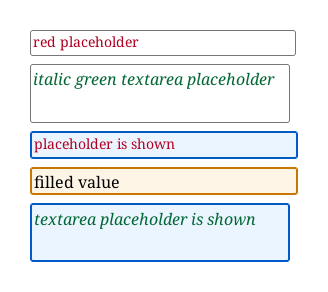 red placeholder
italic green textarea placeholder
placeholder is shown
filled value
textarea placeholder is shown